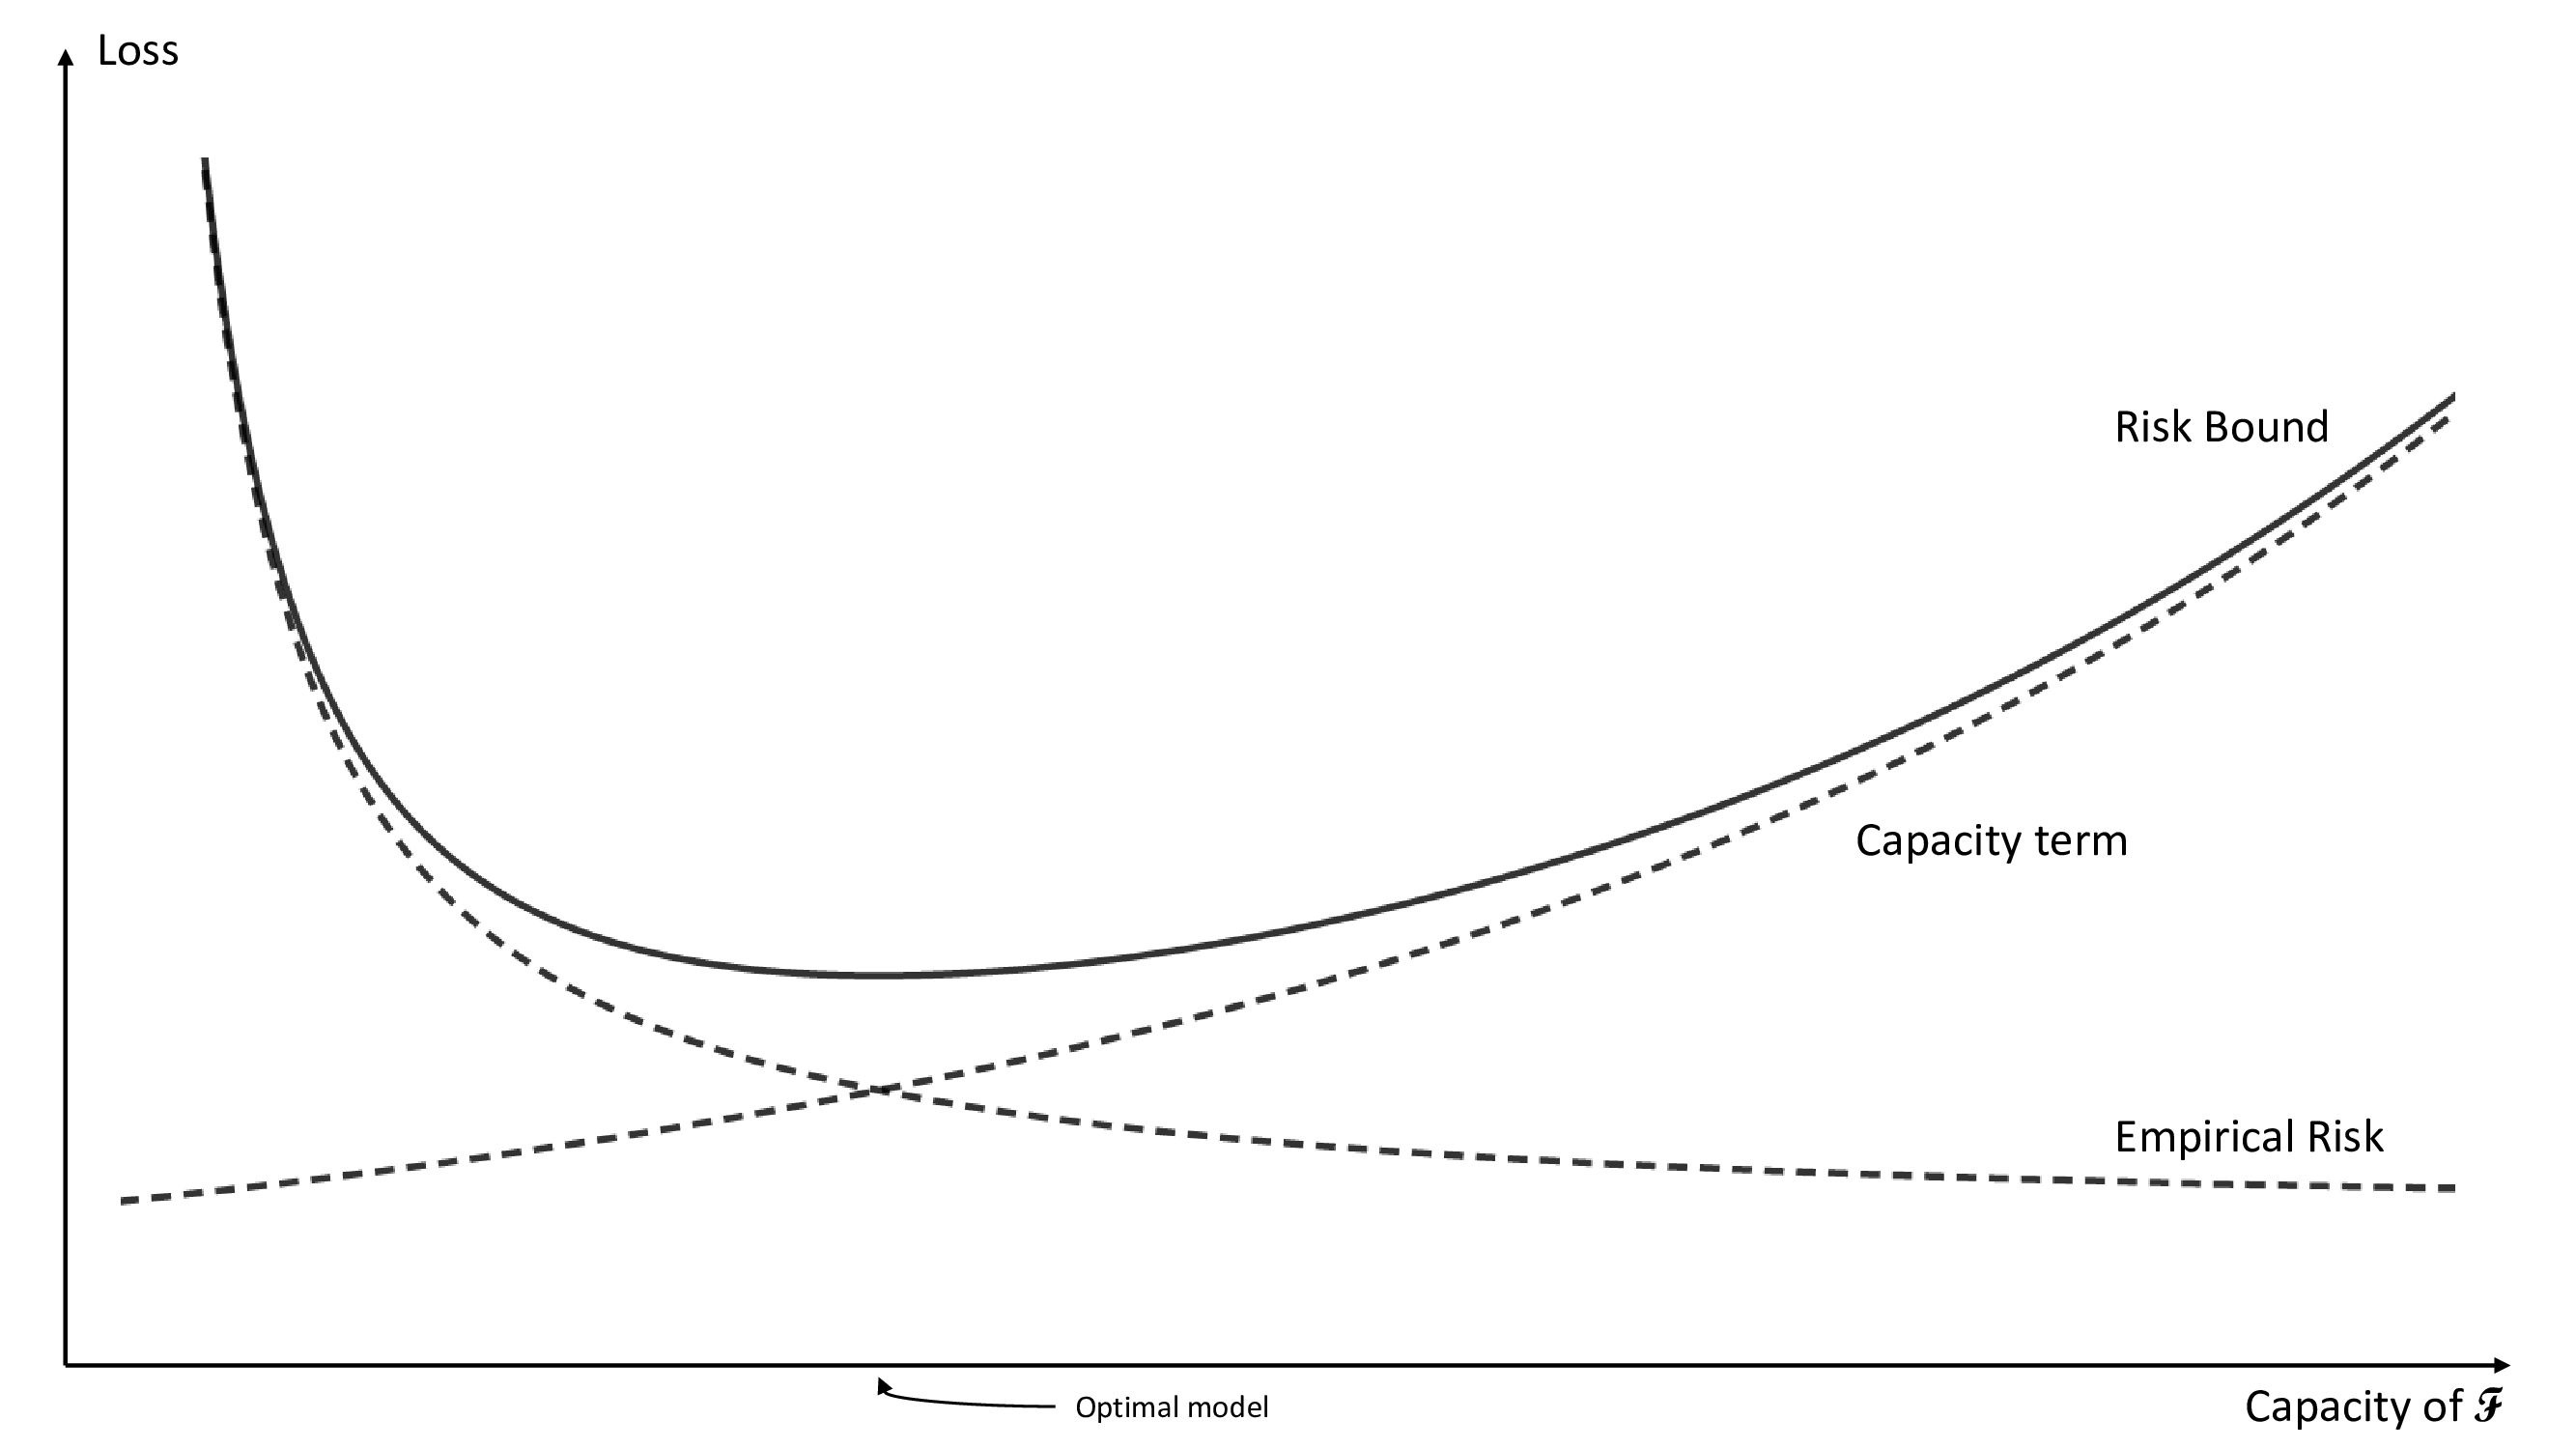 Loss
Risk Bound
Capacity term
Empirical Risk
Optimal model
Capacity of ℱ